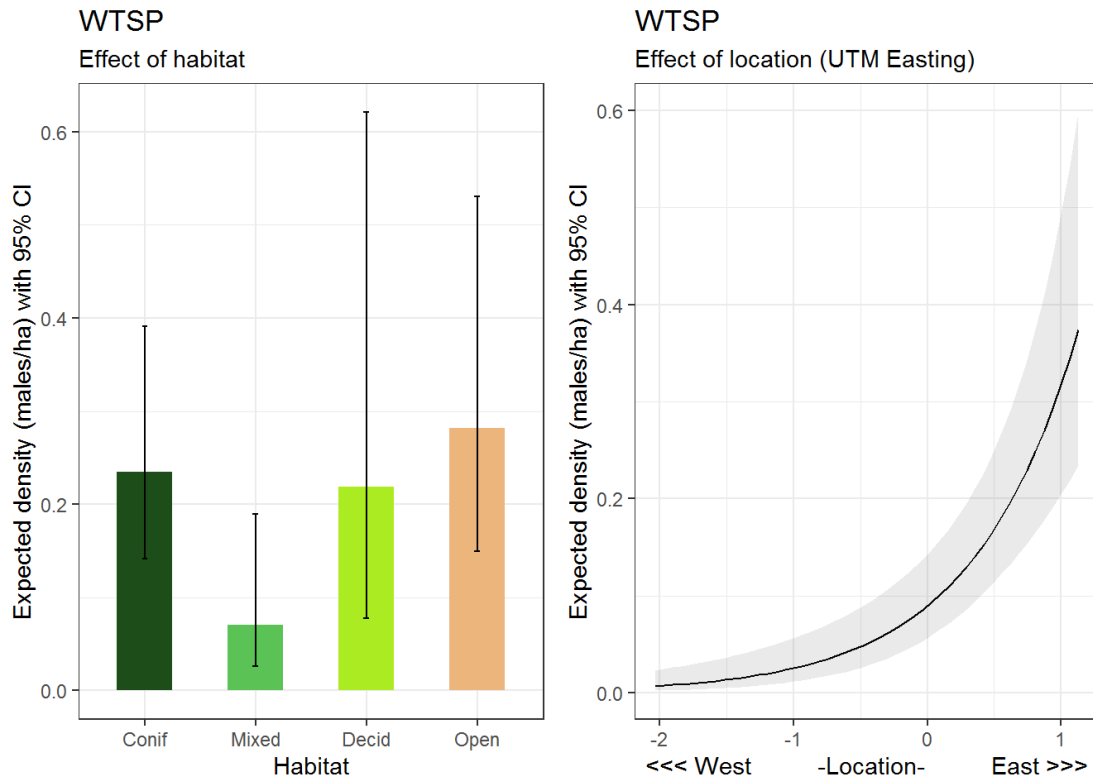 WTSP
Effect of habitat
Expected density (males/ha) with 95% CI
0.6
0.4
0.2
0.0
Conif Mixed Decid Open
Habitat
WTSP
Effect of location (UTM Easting)
Expected density (males/ha) with 95% CI
0.6
0.4
0.2
0.0
-2 -1 0 1
<<< West -Location- East >>>